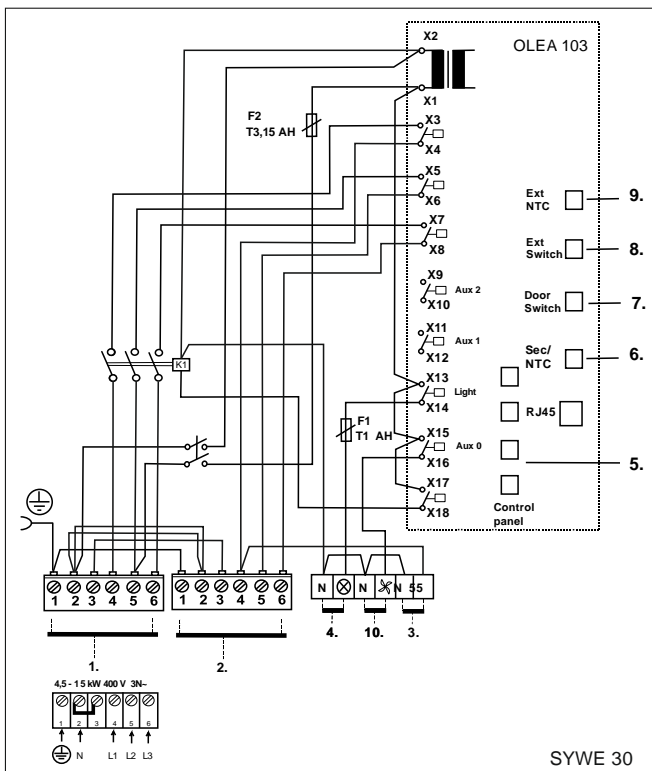 X2
OLEA 103
X1
F2
T3,15 AH
X3
X4
X5
X6
X7
X8
X9
Aux 2
X10
X11
Aux 1
X12
X13
Light
X14
X15
Aux 0
X16
X17
X18
Ext
NTC
9.
Ext
Switch
8.
Door
Switch
7.
Sec/
NTC
6.
RJ45
5.
Control
panel
K1
F1
T1 AH
1 2 3 4 5 6
1 2 3 4 5 6
N N N 55
4. 10. 3.
1. 2.
4,5 - 15 kW 400 V 3N~
1 2 3 4 5 6
N L1 L2 L3
SYWE 30